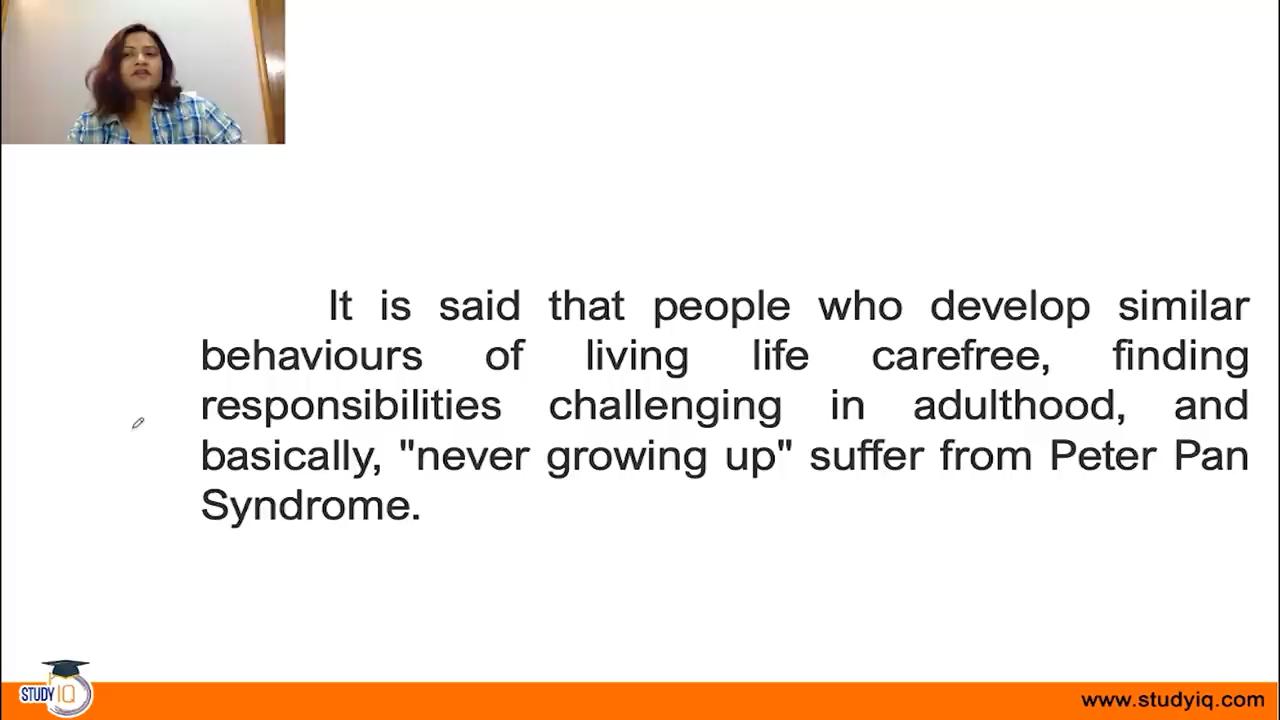 It is said that people who develop similar
behaviours of living life carefree, finding
responsibilities challenging in adulthood, and
basically, "never growing up" suffer from Peter Pan
Syndrome.
STUDY IQ
www.studyiq.com